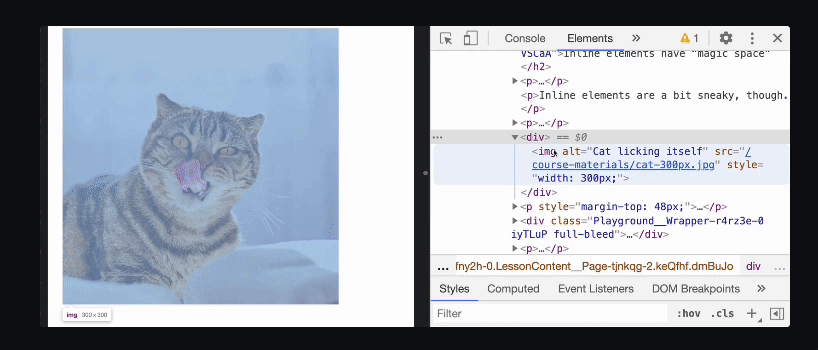 Console Elements » 1
VSCaA">Inline elements have "magic space"
</h2>
▶<p>…</p>
<p>Inline elements are a bit sneaky, though.
</p>
▶<p>…</p>
… ▼<div> == $0
<img alt="Cat licking itself" src="/
course-materials/cat-300px.jpg" style=
"width: 300px;">
</div>
▶<p style="margin-top: 48px;">…</p>
▶<div class="Playground__Wrapper-r4rz3e-0
iyTLuP full-bleed">…</div>
▶<p>…</p>
… fny2h-0.LessonContent__Page-tjnkqg-2.keQfhf.dmBuJo div …
Styles Computed Event Listeners DOM Breakpoints »
Filter :hov .cls +
img 300×300